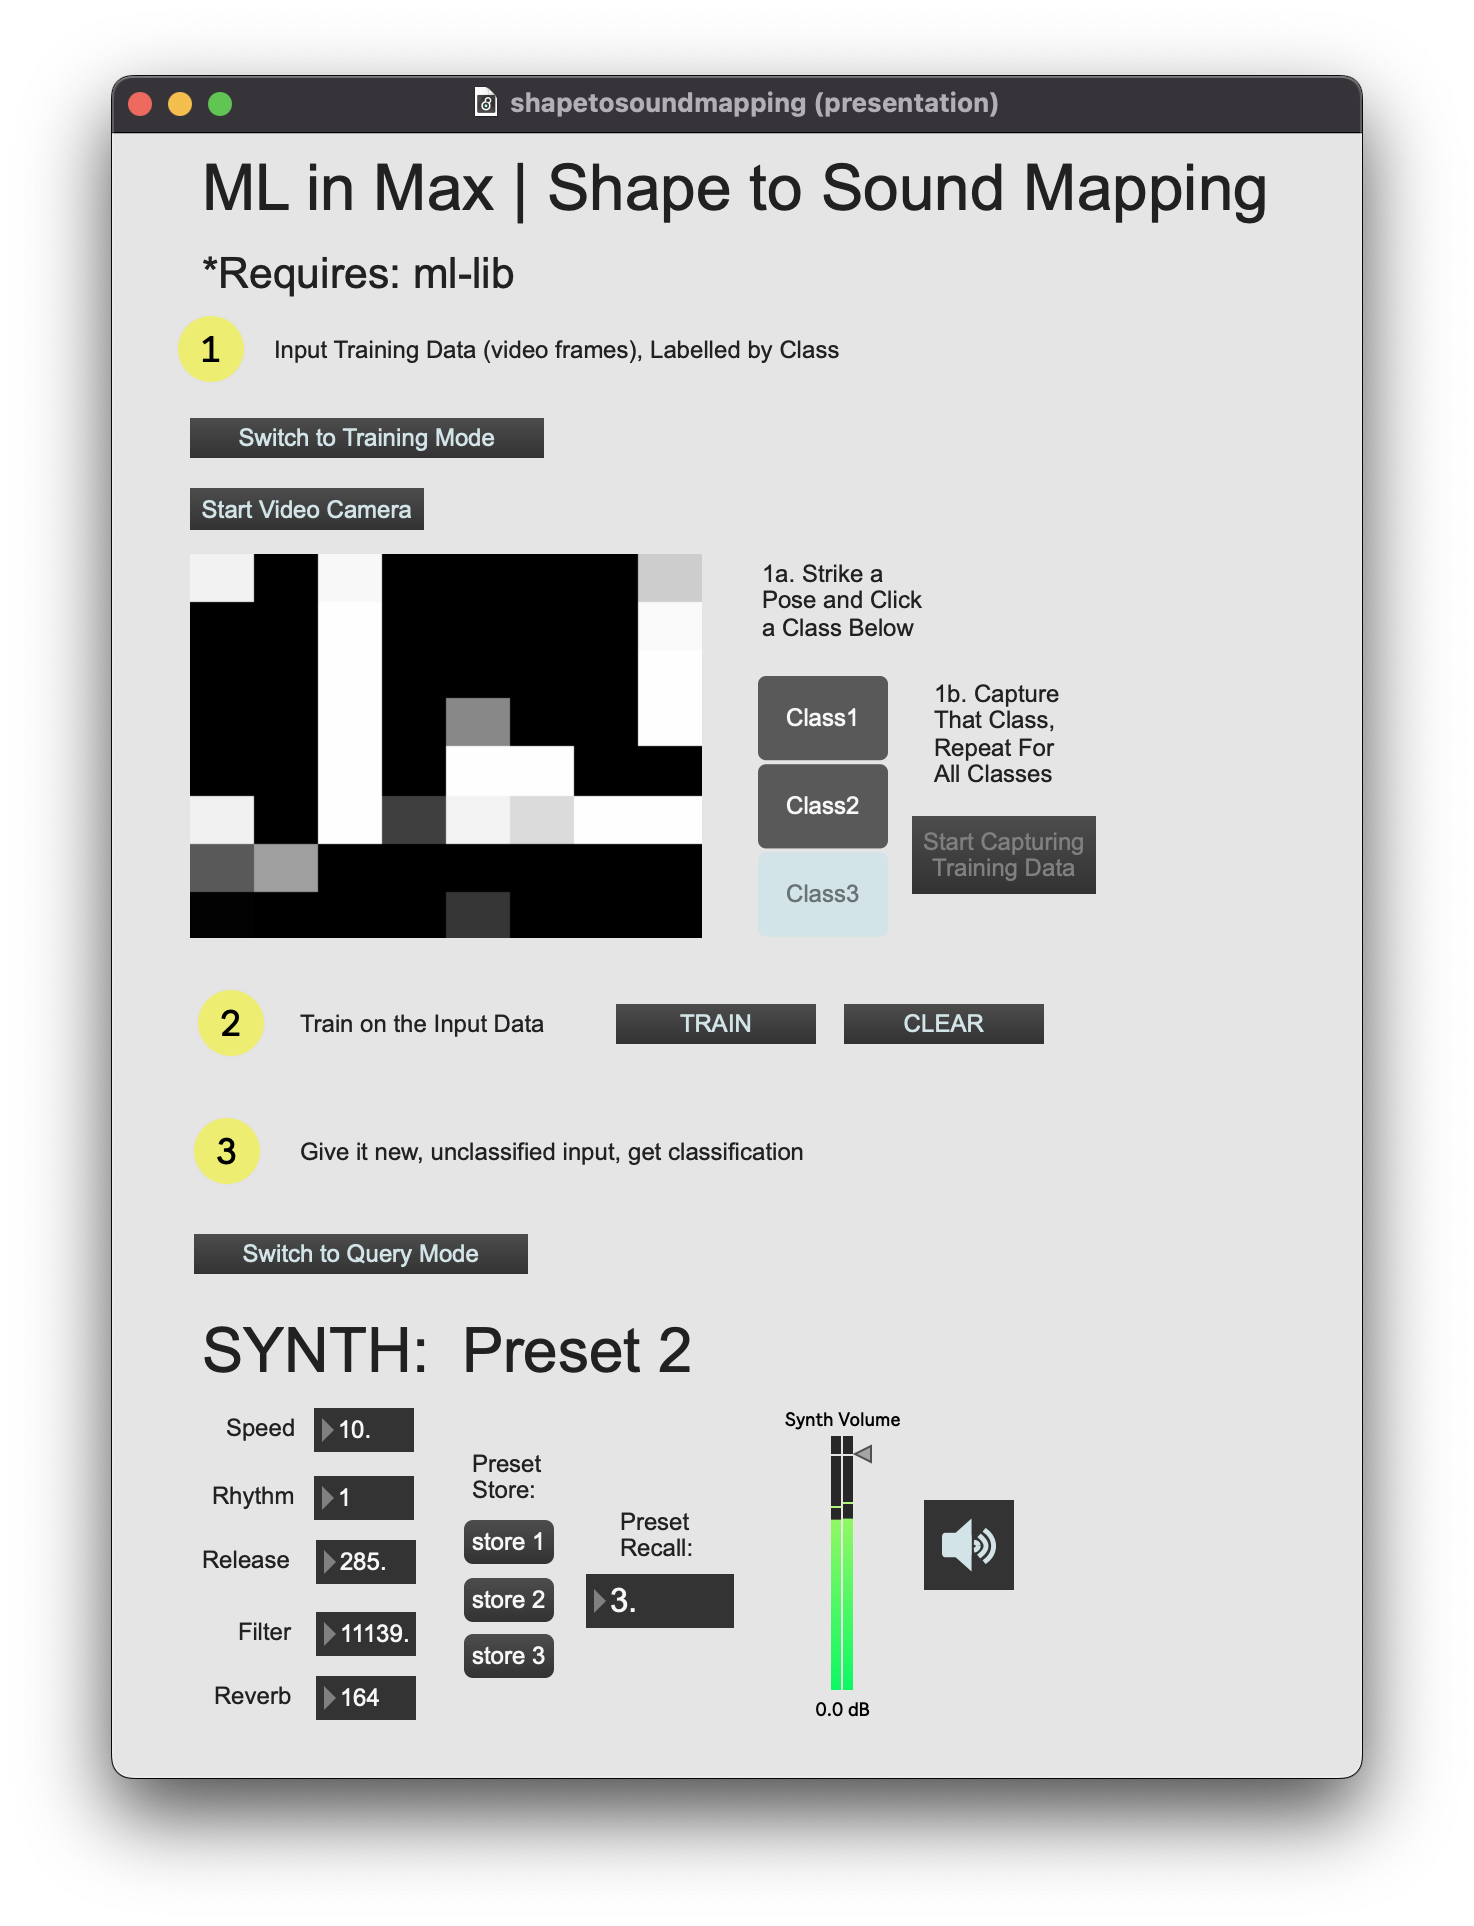 shapetosoundmapping (presentation)
ML in Max | Shape to Sound Mapping
*Requires: ml-lib
1
Input Training Data (video frames), Labelled by Class
Switch to Training Mode
Start Video Camera
1a. Strike a
Pose and Click
a Class Below
Class1
Class2
Class3
1b. Capture
That Class,
Repeat For
All Classes
Start Capturing
Training Data
2
Train on the Input Data
TRAIN
CLEAR
3
Give it new, unclassified input, get classification
Switch to Query Mode
SYNTH: Preset 2
Speed
10.
Rhythm
1
Release
285.
Filter
11139.
Reverb
164
Preset
Store:
store 1
store 2
store 3
Preset
Recall:
3.
Synth Volume
0.0 dB